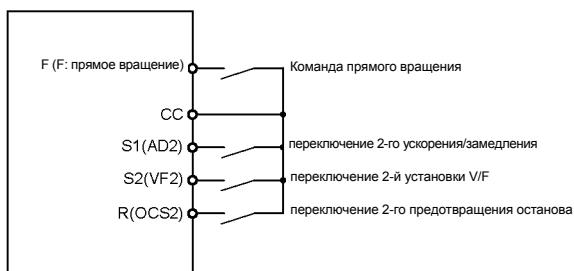 F (F: прямое вращение) Команда прямого вращения
CC
S1(AD2) переключение 2-го ускорения/замедления
S2(VF2) переключение 2-й установки V/F
R(OCS2) переключение 2-го предотвращения останова